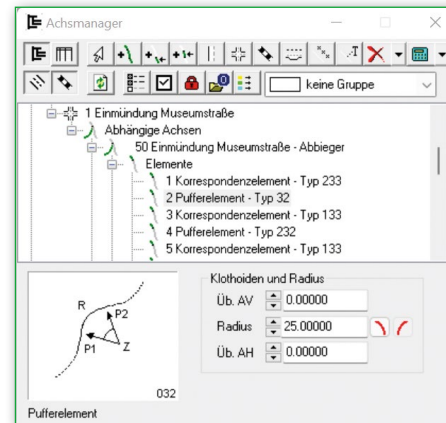 Achsmanager
keine Gruppe
1 Einmündung Museumstraße
Abhängige Achsen
50 Einmündung Museumstraße - Abbieger
Elemente
1 Korrespondenzelement - Typ 233
2 Pufferelement - Typ 32
3 Korrespondenzelement - Typ 133
4 Pufferelement - Typ 232
5 Korrespondenzelement - Typ 133
R
P2
P1
Z
032
Klothoiden und Radius
Üb. AV 0.00000
Radius 25.00000
Üb. AH 0.00000
Pufferelement